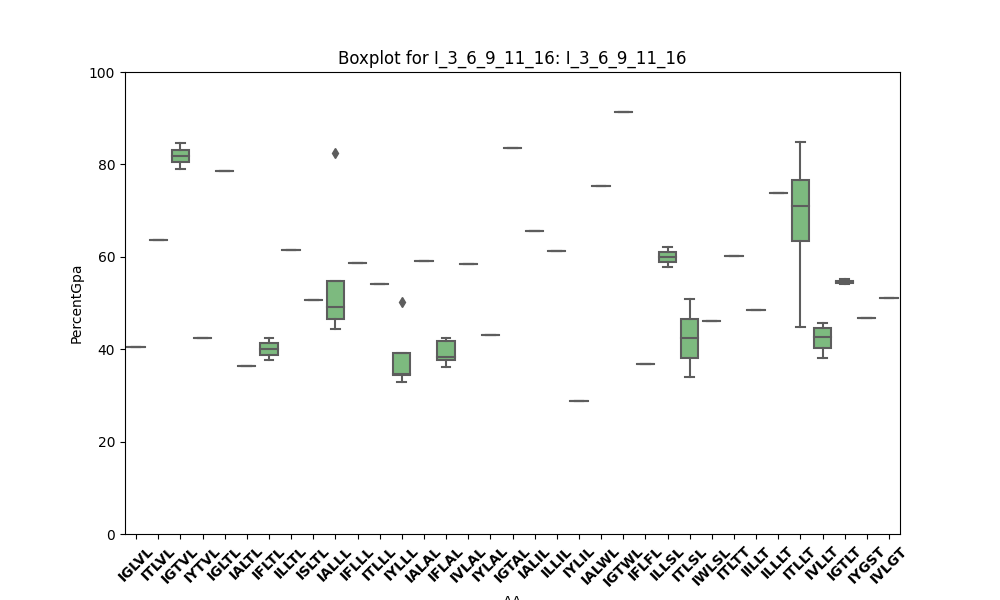 Boxplot for I_3_6_9_11_16: I_3_6_9_11_16
PercentGpa
100
80
60
40
20
0
IGLVL
ITLVL
IGTVL
IYTVL
IGLTL
IALTL
IFLTL
ILLTL
ISLTL
IALLL
IFLLL
ITLLL
IYLLL
IALAL
IFLAL
IVLAL
IYLAL
IGTAL
IALIL
ILLIL
IYLIL
IALWL
IGTWL
IFLFL
ILLSL
ITLSL
IWLSL
ITLTT
IILLT
ILLLT
ITLLT
IVLLT
IGTLT
IYGST
IVLGT